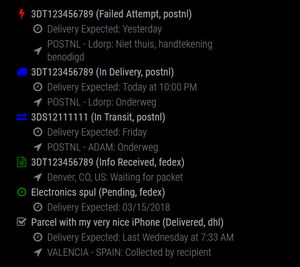 3DT123456789 (Failed Attempt, postnl)
Delivery Expected: Yesterday
POSTNL - Ldorp: Niet thuis, handtekening
benodigd
3DT123456789 (In Delivery, postnl)
Delivery Expected: Today at 10:00 PM
POSTNL - Ldorp: Onderweg
3DS12111111 (In Transit, postnl)
Delivery Expected: Friday
POSTNL - ADAM: Onderweg
3DT123456789 (Info Received, fedex)
Denver, CO, US: Waiting for packet
Electronics spul (Pending, fedex)
Delivery Expected: 03/15/2018
Parcel with my very nice iPhone (Delivered, dhl)
Delivery Expected: Last Wednesday at 7:33 AM
VALENCIA - SPAIN: Collected by recipient